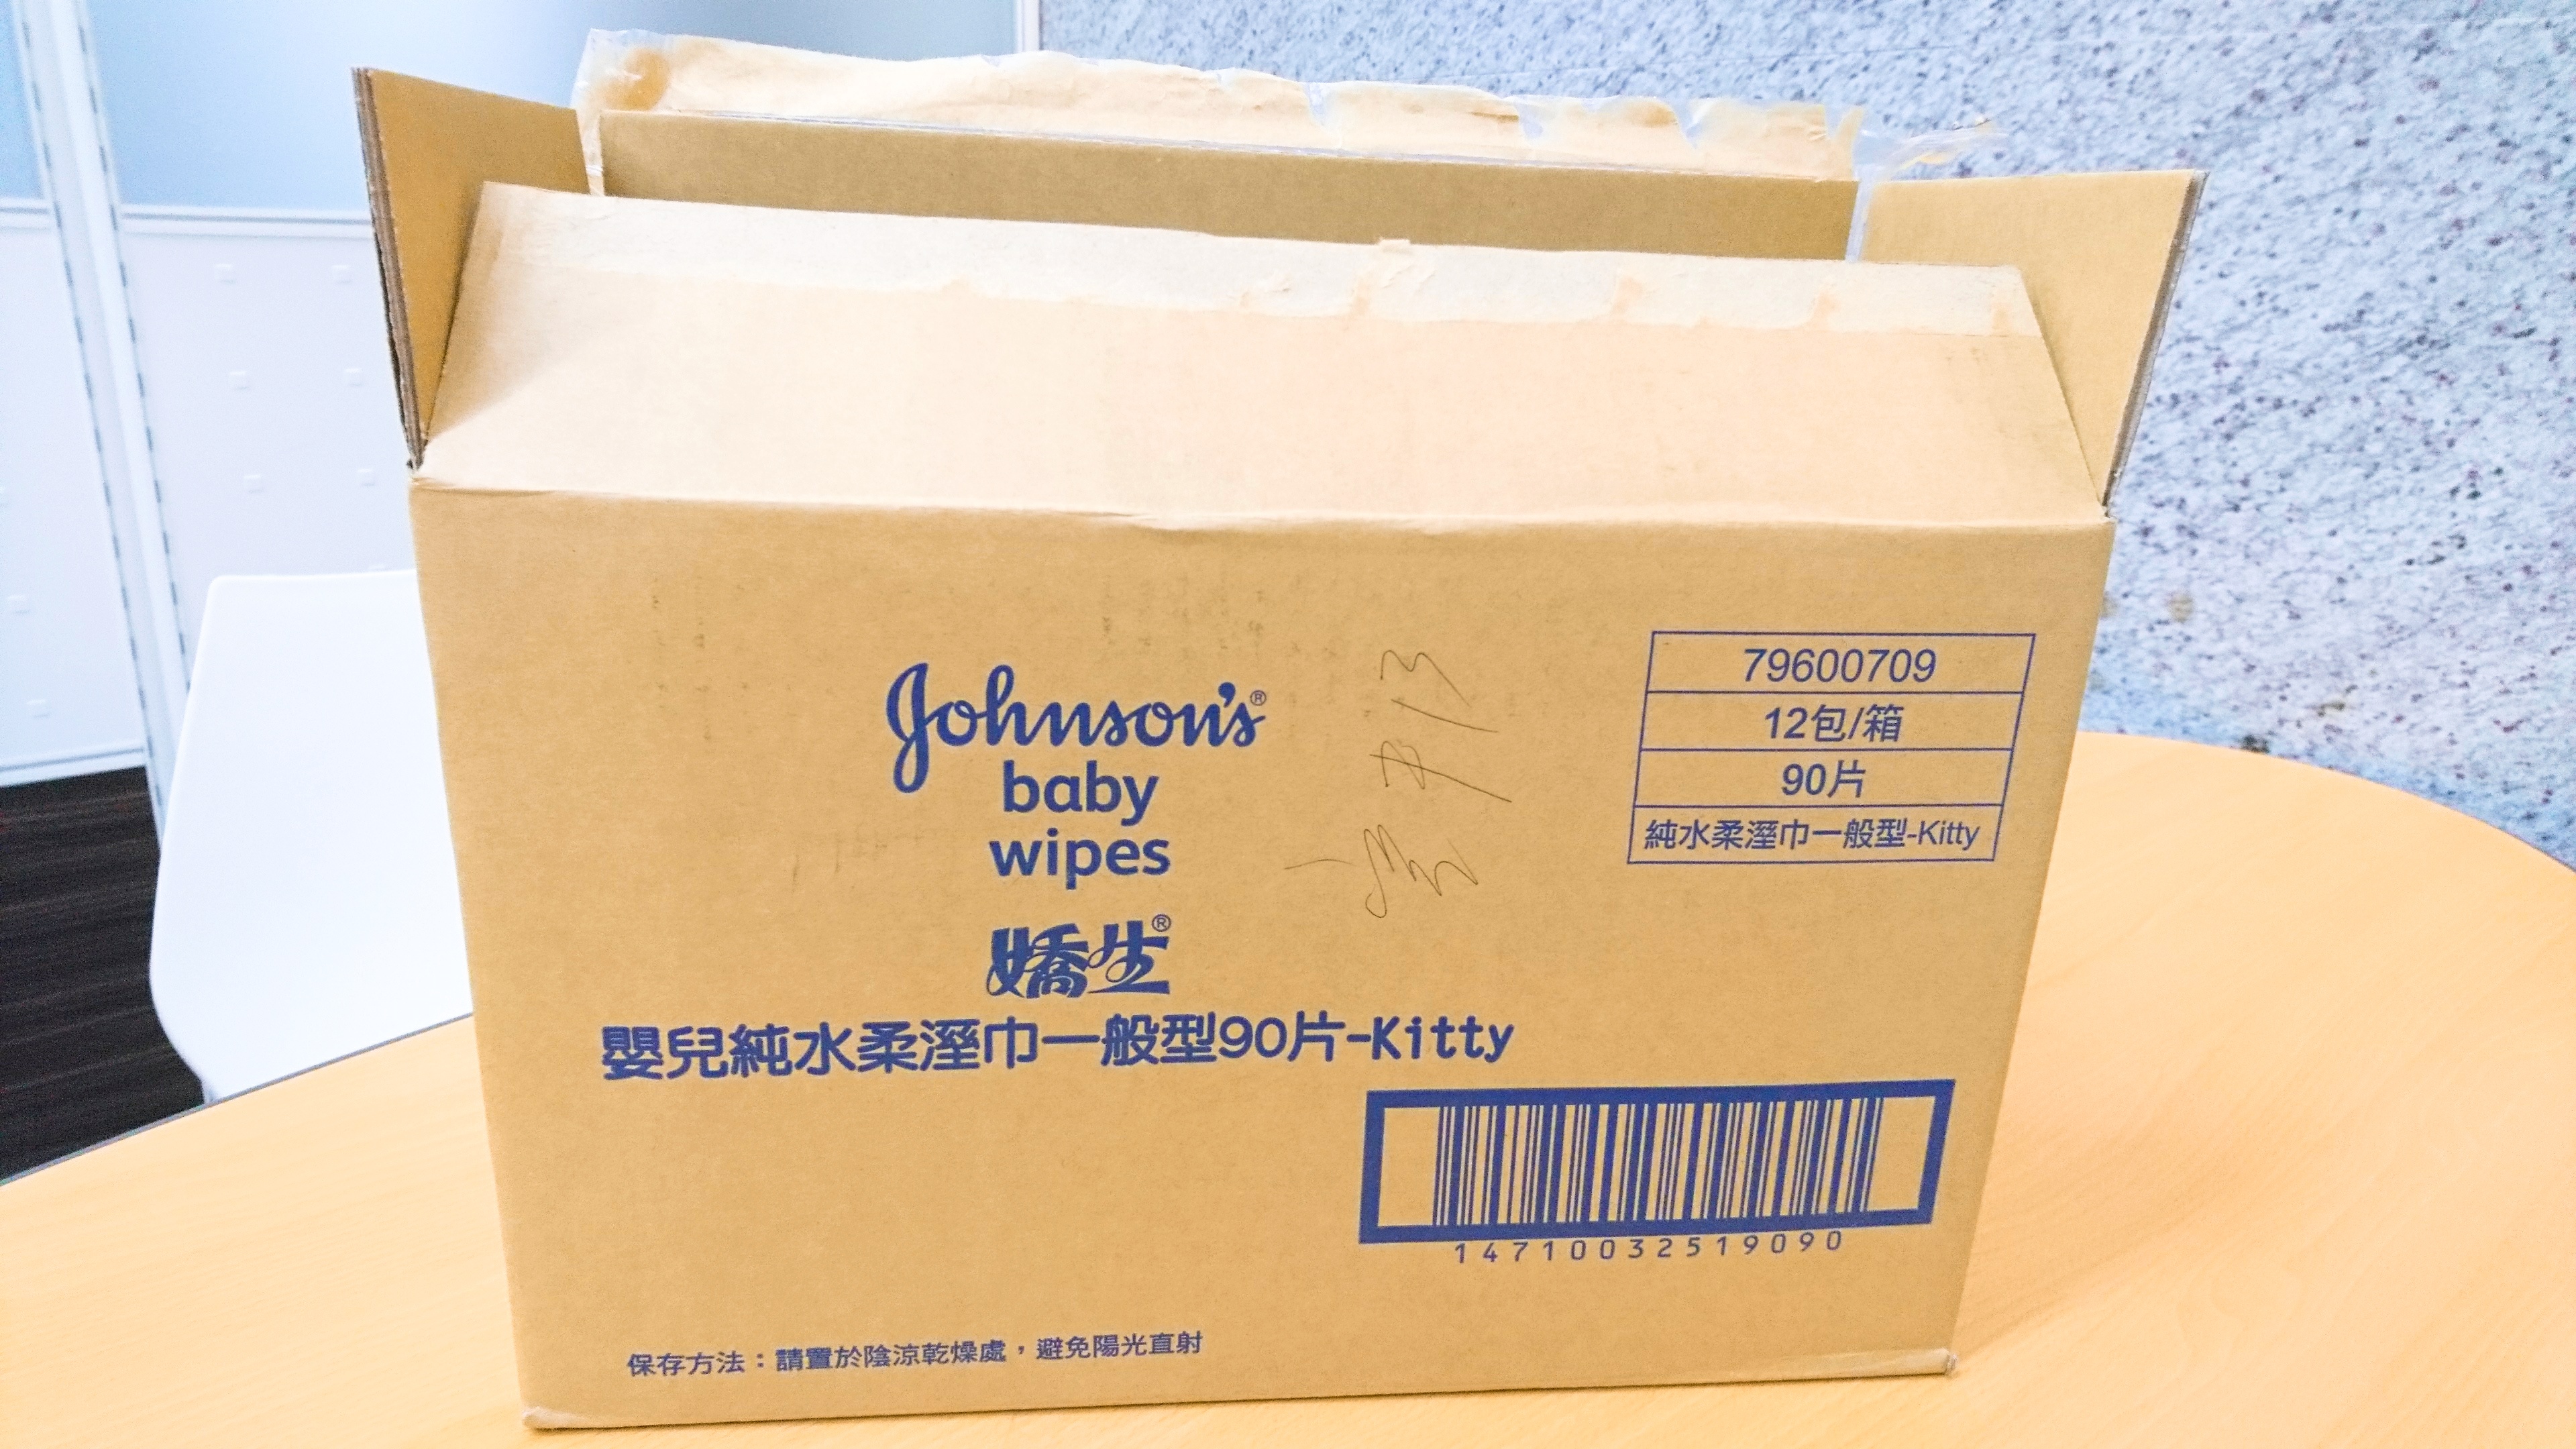 Johnson's®
baby
wipes
嬌生®
嬰兒純水柔溼巾一般型90片-Kitty
79600709
12包/箱
90片
純水柔溼巾一般型-Kitty
14710032519090
保存方法：請置於陰涼乾燥處，避免陽光直射